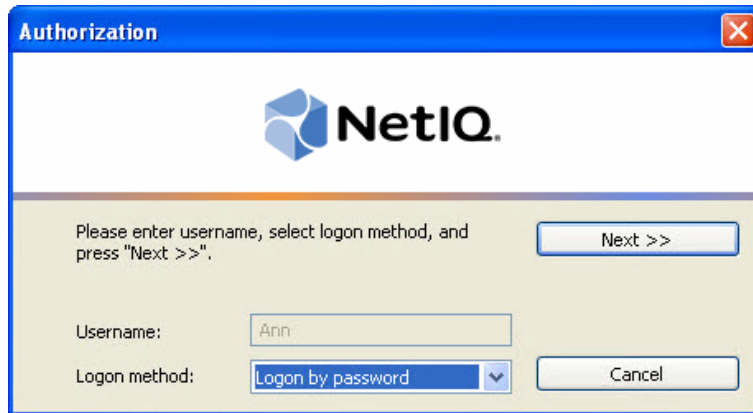 Authorization
NetIQ.
Please enter username, select logon method, and
press "Next >>".
Next >>
Username:
Ann
Logon method:
Logon by password
Cancel